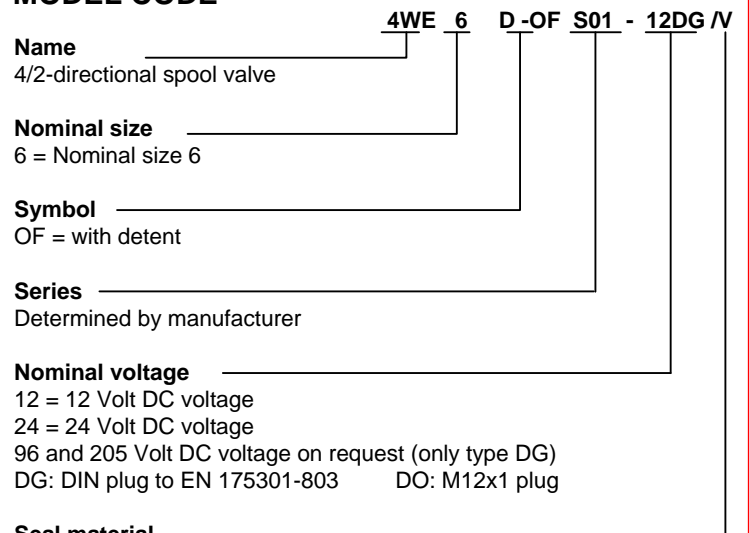 MODEL CODE
4WE 6 D -OF S01 - 12DG /V
Name
4/2-directional spool valve
Nominal size
6 = Nominal size 6
Symbol
OF = with detent
Series
Determined by manufacturer
Nominal voltage
12 = 12 Volt DC voltage
24 = 24 Volt DC voltage
96 and 205 Volt DC voltage on request (only type DG)
DG: DIN plug to EN 175301-803 DO: M12x1 plug
Seal material